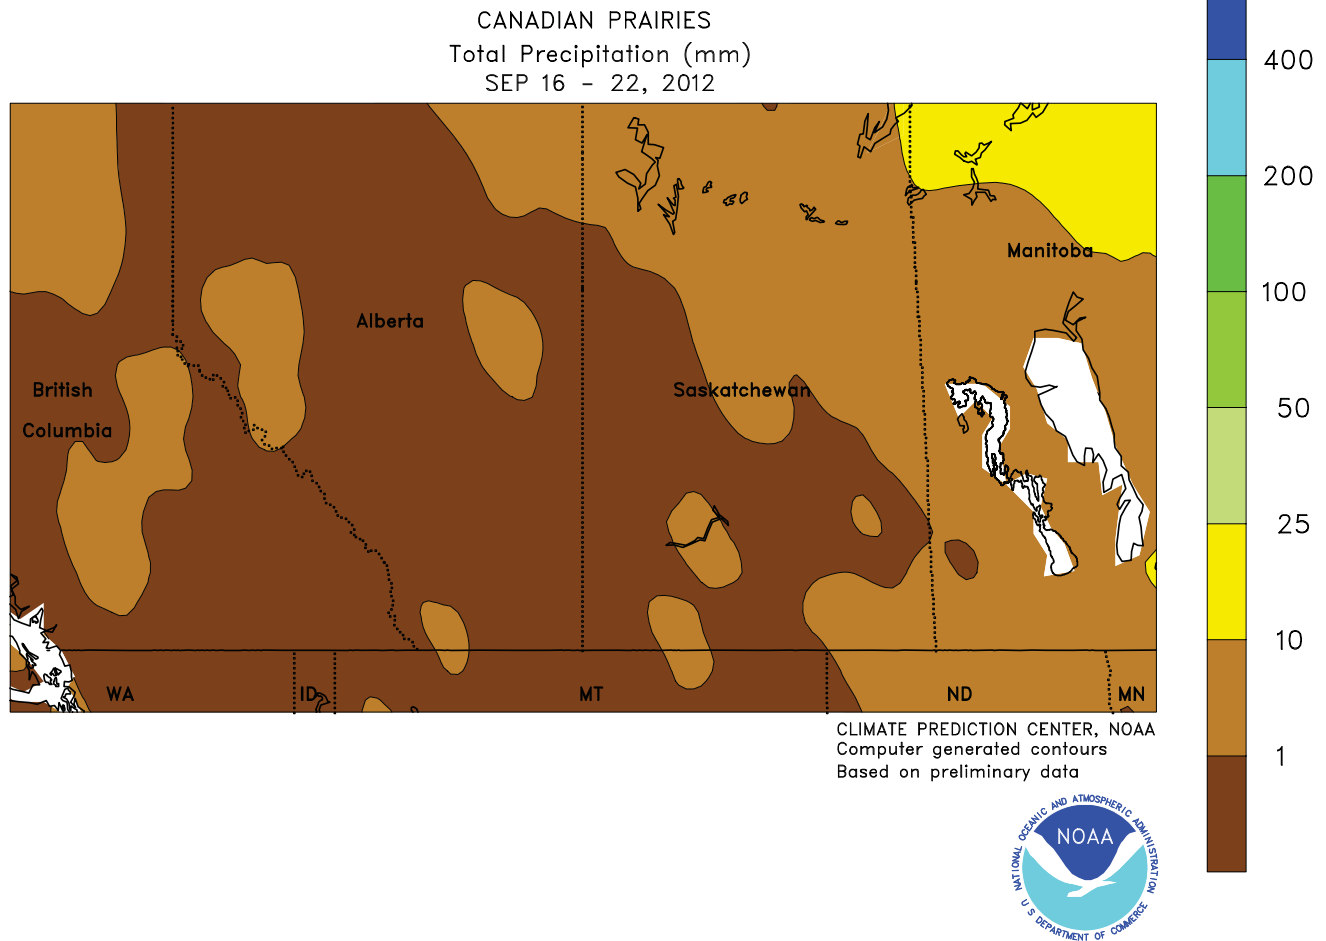 CANADIAN PRAIRIES
Total Precipitation (mm)
SEP 16 - 22, 2012
400
200
100
50
25
10
1
Manitoba
Alberta
Saskatchewan
British
Columbia
WA
ID
MT
ND
MN
CLIMATE PREDICTION CENTER, NOAA
Computer generated contours
Based on preliminary data
NATIONAL OCEANIC AND ATMOSPHERIC ADMINISTRATION
NOAA
U S DEPARTMENT OF COMMERCE